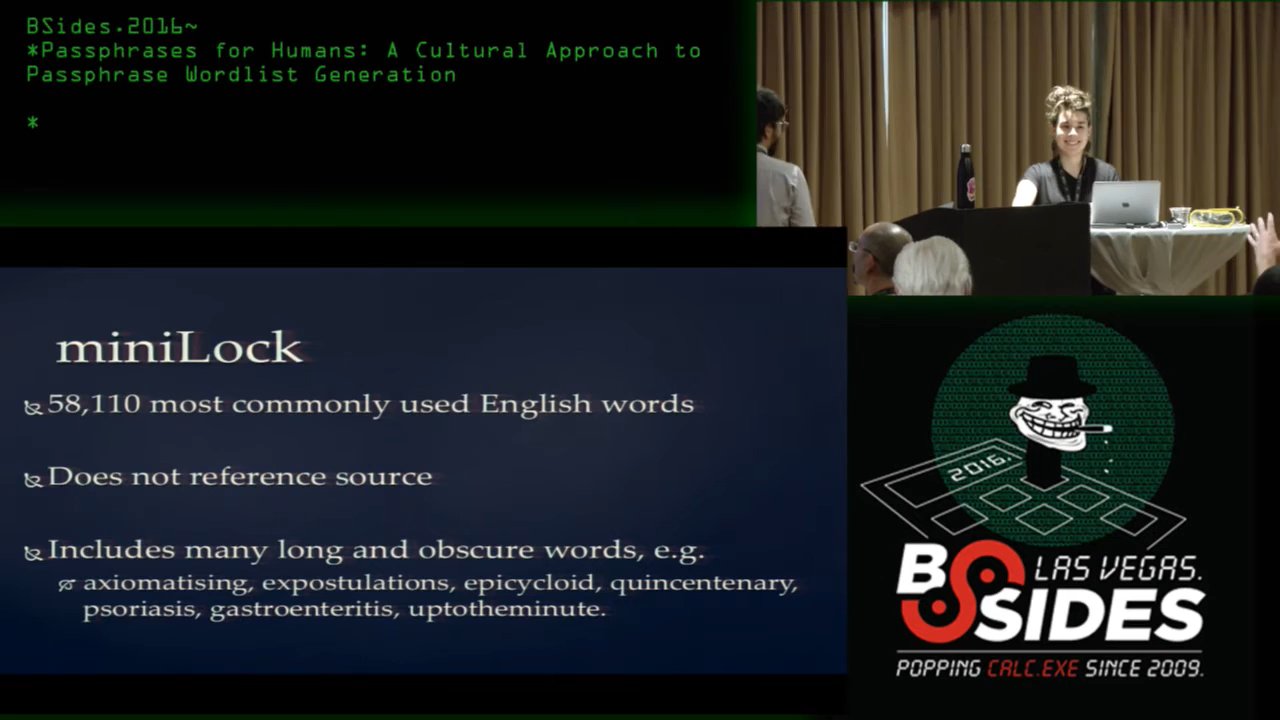 BSides.2016~
*Passphrases for Humans: A Cultural Approach to
Passphrase Wordlist Generation
*
miniLock
58,110 most commonly used English words
Does not reference source
Includes many long and obscure words, e.g.
axiomatising, expostulations, epicycloid, quincentenary,
psoriasis, gastroenteritis, uptotheminute.
2016.
BSIDES
LAS VEGAS.
POPPING CALC.EXE SINCE 2009.